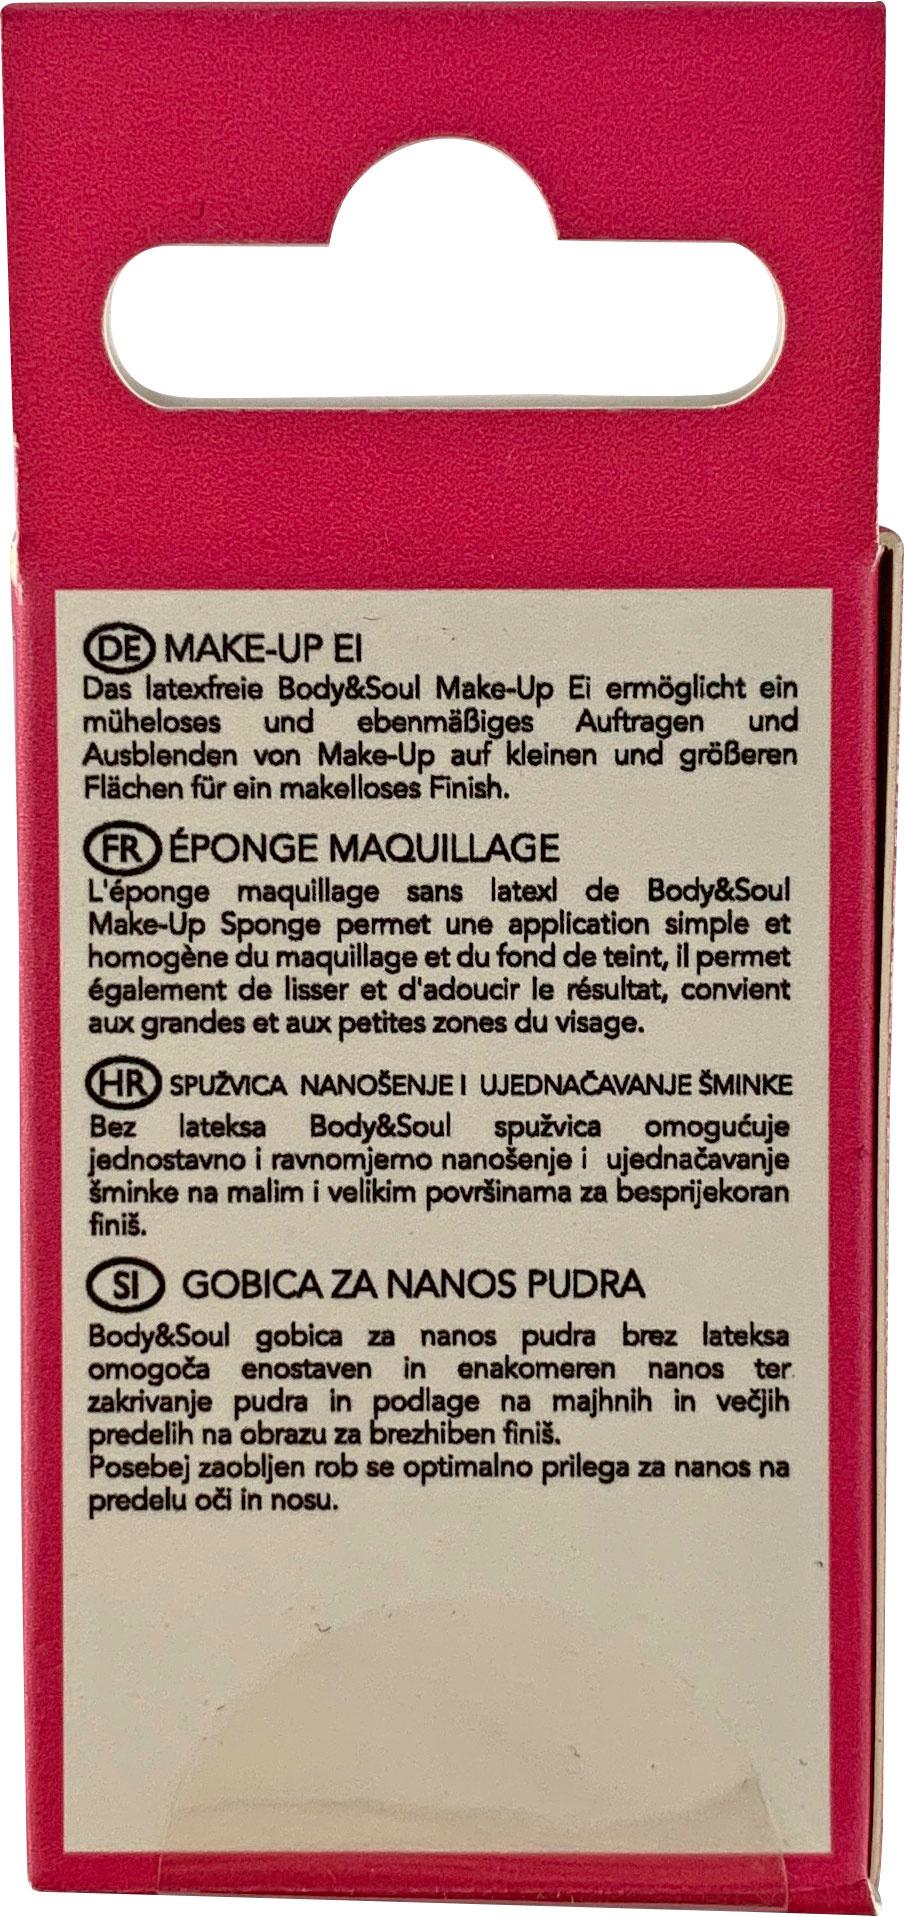 DE MAKE-UP EI
Das latexfreie Body&Soul Make-Up Ei ermöglicht ein
müheloses und ebenmäßiges Auftragen und
Ausblenden von Make-Up auf kleinen und größeren
Flächen für ein makelloses Finish.
FR ÉPONGE MAQUILLAGE
L'éponge maquillage sans latexl de Body&Soul
Make-Up Sponge permet une application simple et
homogène du maquillage et du fond de teint, il permet
également de lisser et d'adoucir le résultat, convient
aux grandes et aux petites zones du visage.
HR SPUŽVICA NANOŠENJE I UJEDNAČAVANJE ŠMINKE
Bez lateksa Body&Soul spužvica omogućuje
jednostavno i ravnomjerno nanošenje i ujednačavanje
šminke na malim i velikim površinama za besprijekoran
finiš.
SI GOBICA ZA NANOS PUDRA
Body&Soul gobica za nanos pudra brez lateksa
omogoča enostaven in enakomeren nanos ter
zakrivanje pudra in podlage na majhnih in večjih
predelih na obrazu za brezhiben finiš.
Posebej zaobljen rob se optimalno prilega za nanos na
predelu oči in nosu.